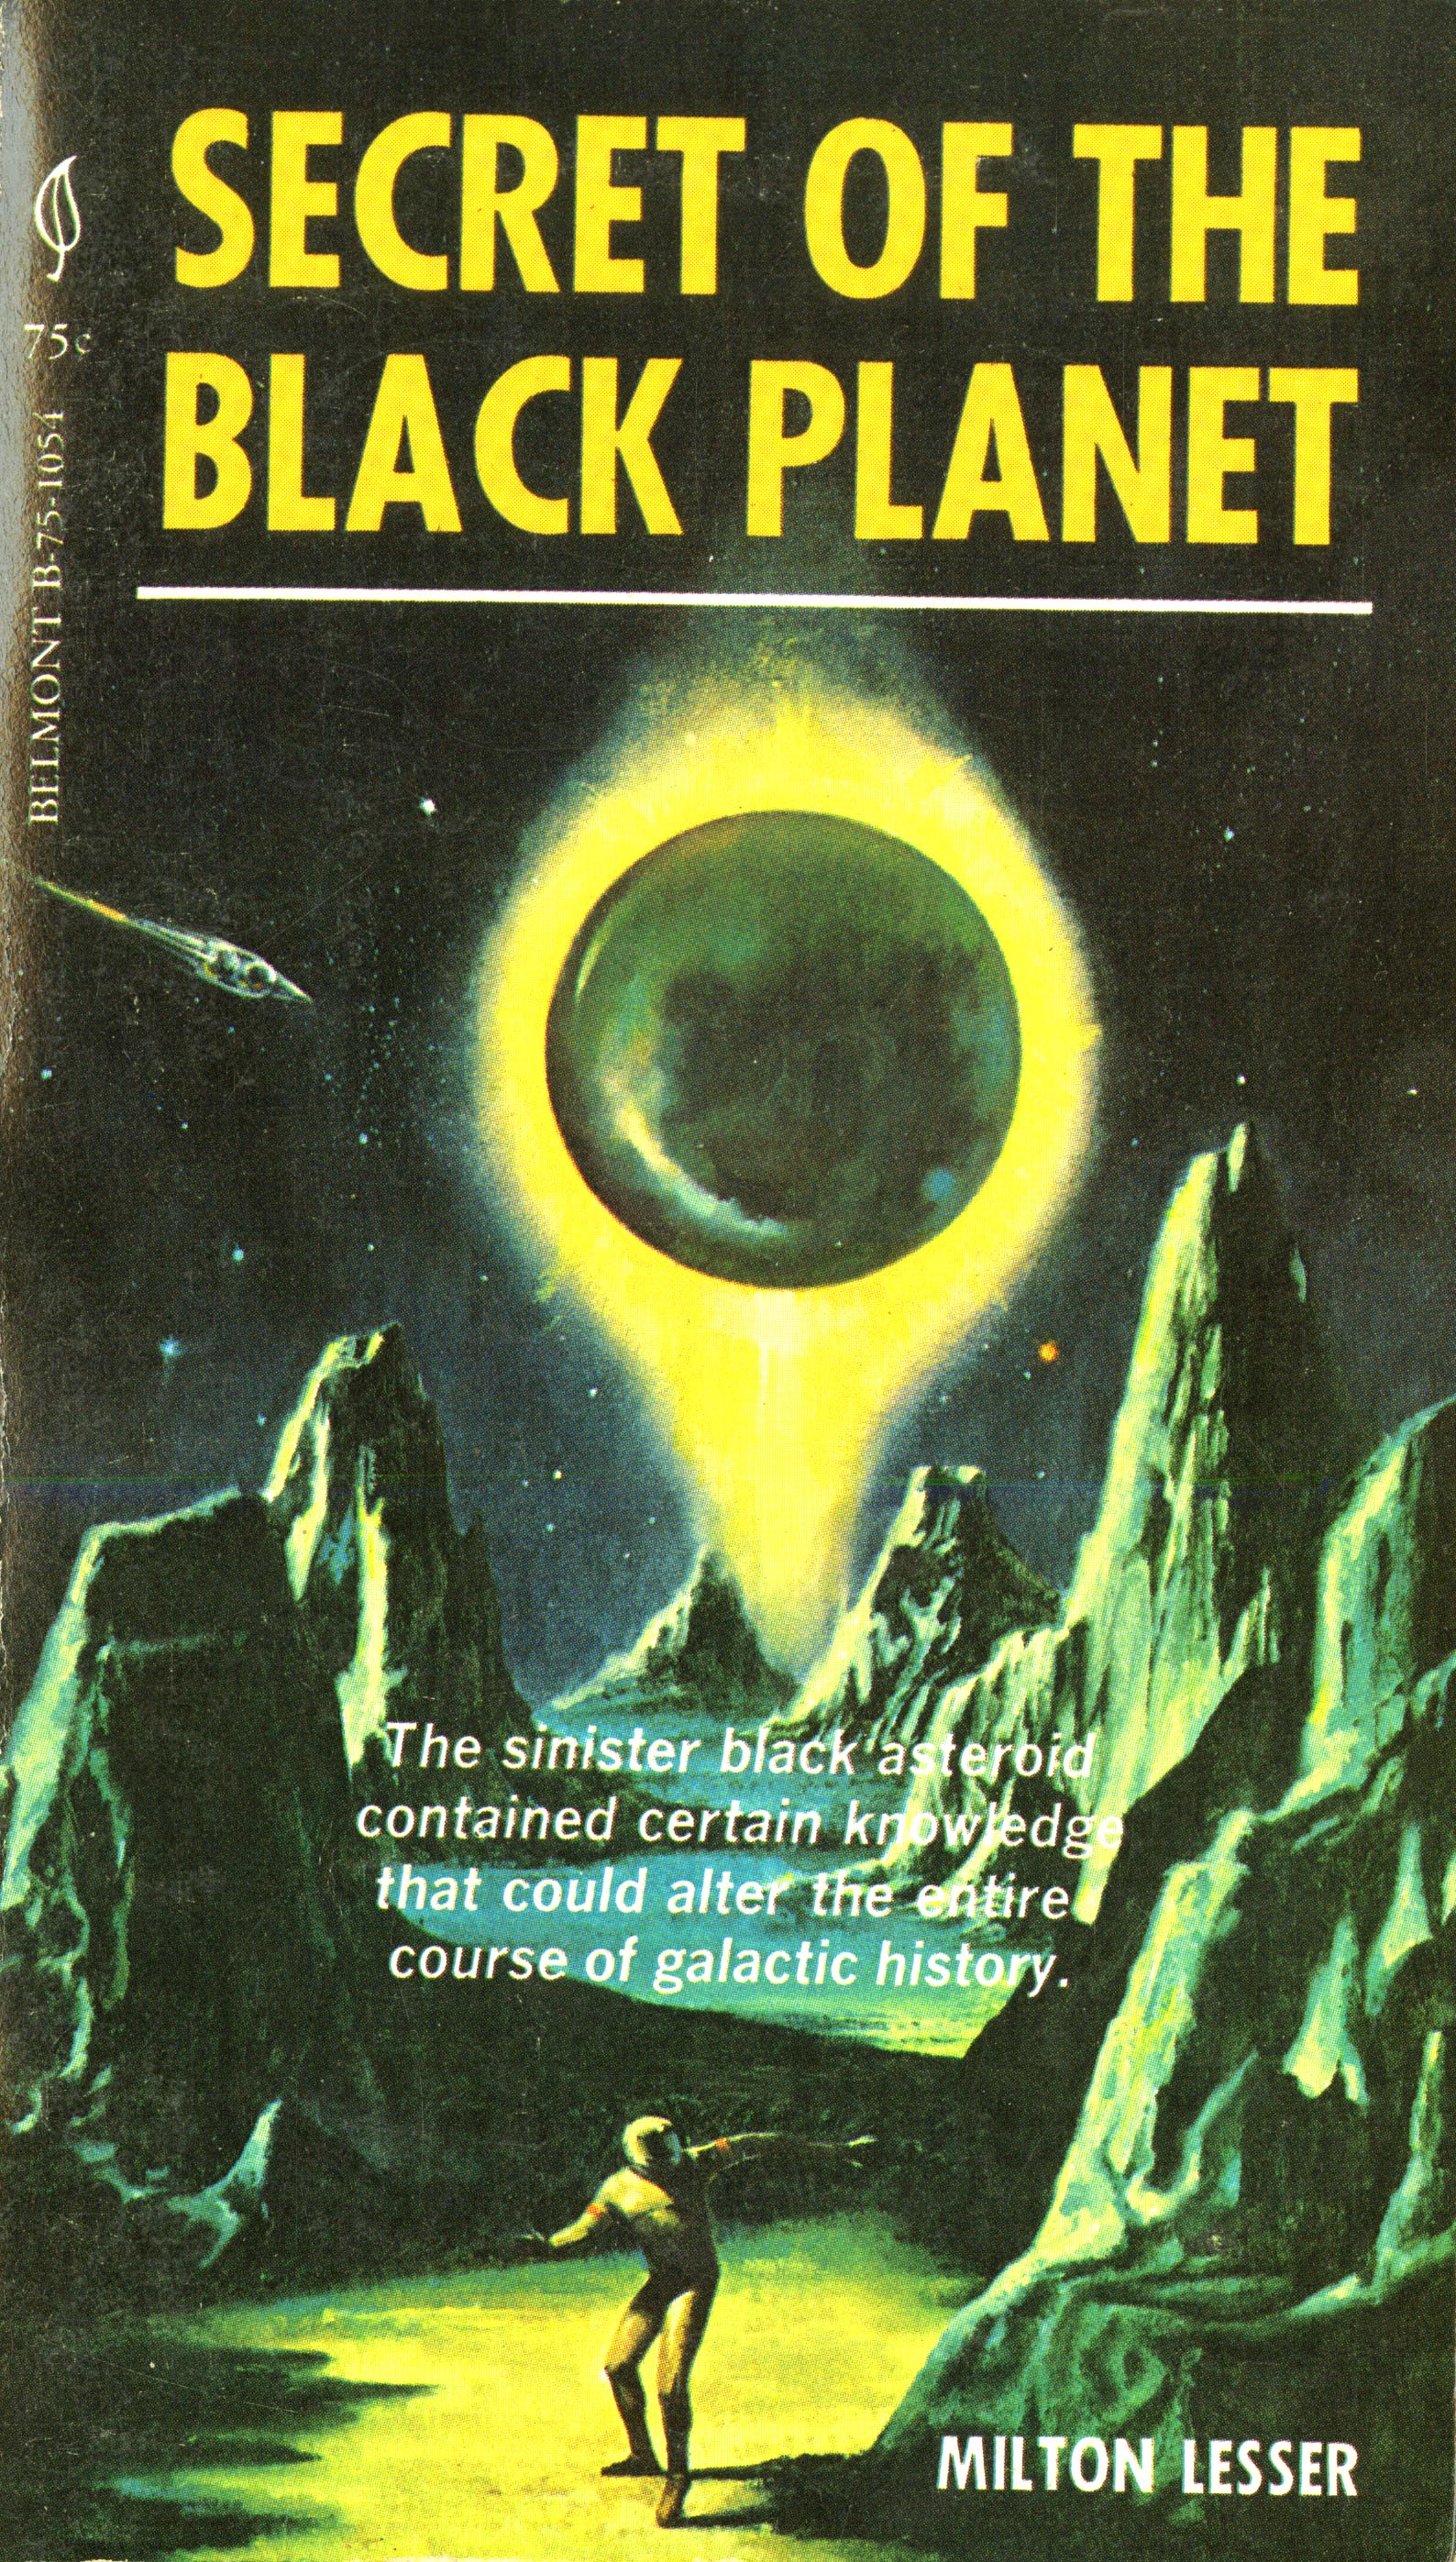 SECRET OF THE
BLACK PLANET
75¢
BELMONT B-75-1054
The sinister black asteroid
contained certain knowledge
that could alter the entire
course of galactic history.
MILTON LESSER